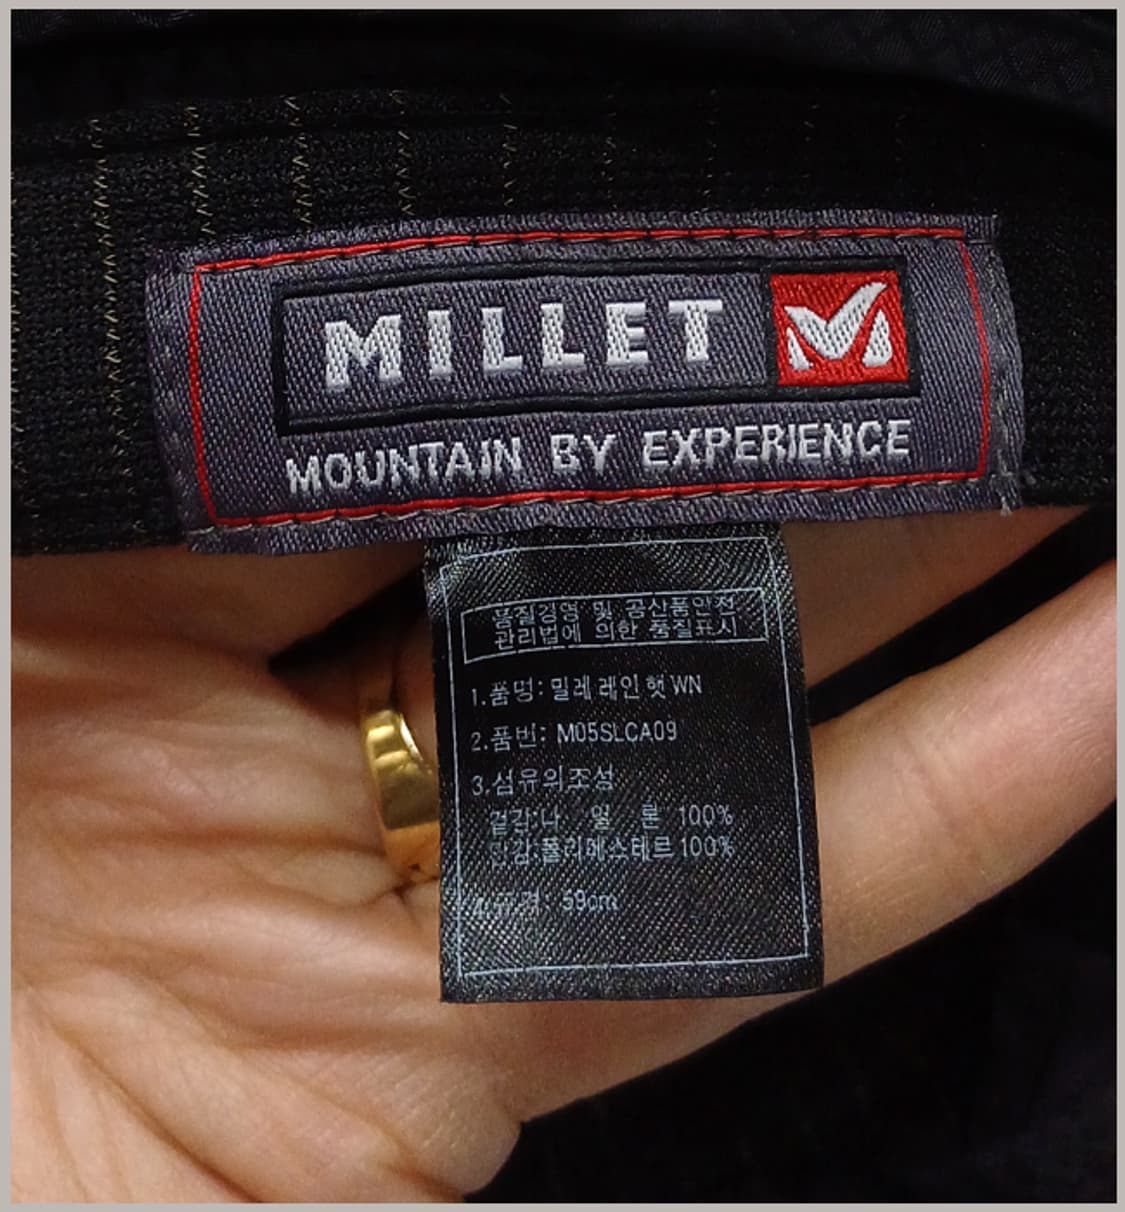 MILLET
MOUNTAIN BY EXPERIENCE
품질경영 및 공산품안전
관리법에 의한 품질표시
1.품명: 밀레 레인햇 WN
2.품번: M05SLCA09
3.섬유의조성
겉감:나 일 론 100%
안감:폴리에스테르 100%
4.규격: 59cm